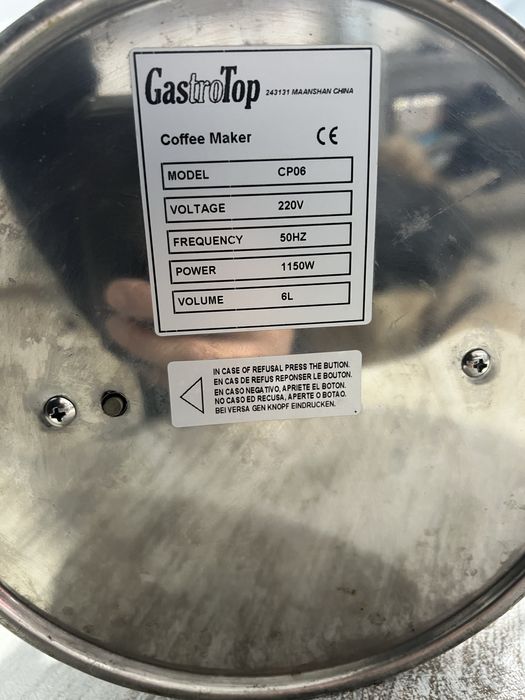 GastroTop 243131 MAANSHAN CHINA
Coffee Maker CE
MODEL CP06
VOLTAGE 220V
FREQUENCY 50HZ
POWER 1150W
VOLUME 6L
IN CASE OF REFUSAL PRESS THE BUTION.
EN CAS DE REFUS REPONSER LE BOUTON.
EN CASO NEGATIVO, APRIETE EL BOTON.
NO CASO ED RECUSA, APERTE O BOTAO.
BEI VERSA GEN KNOPF EINDRUCKEN.